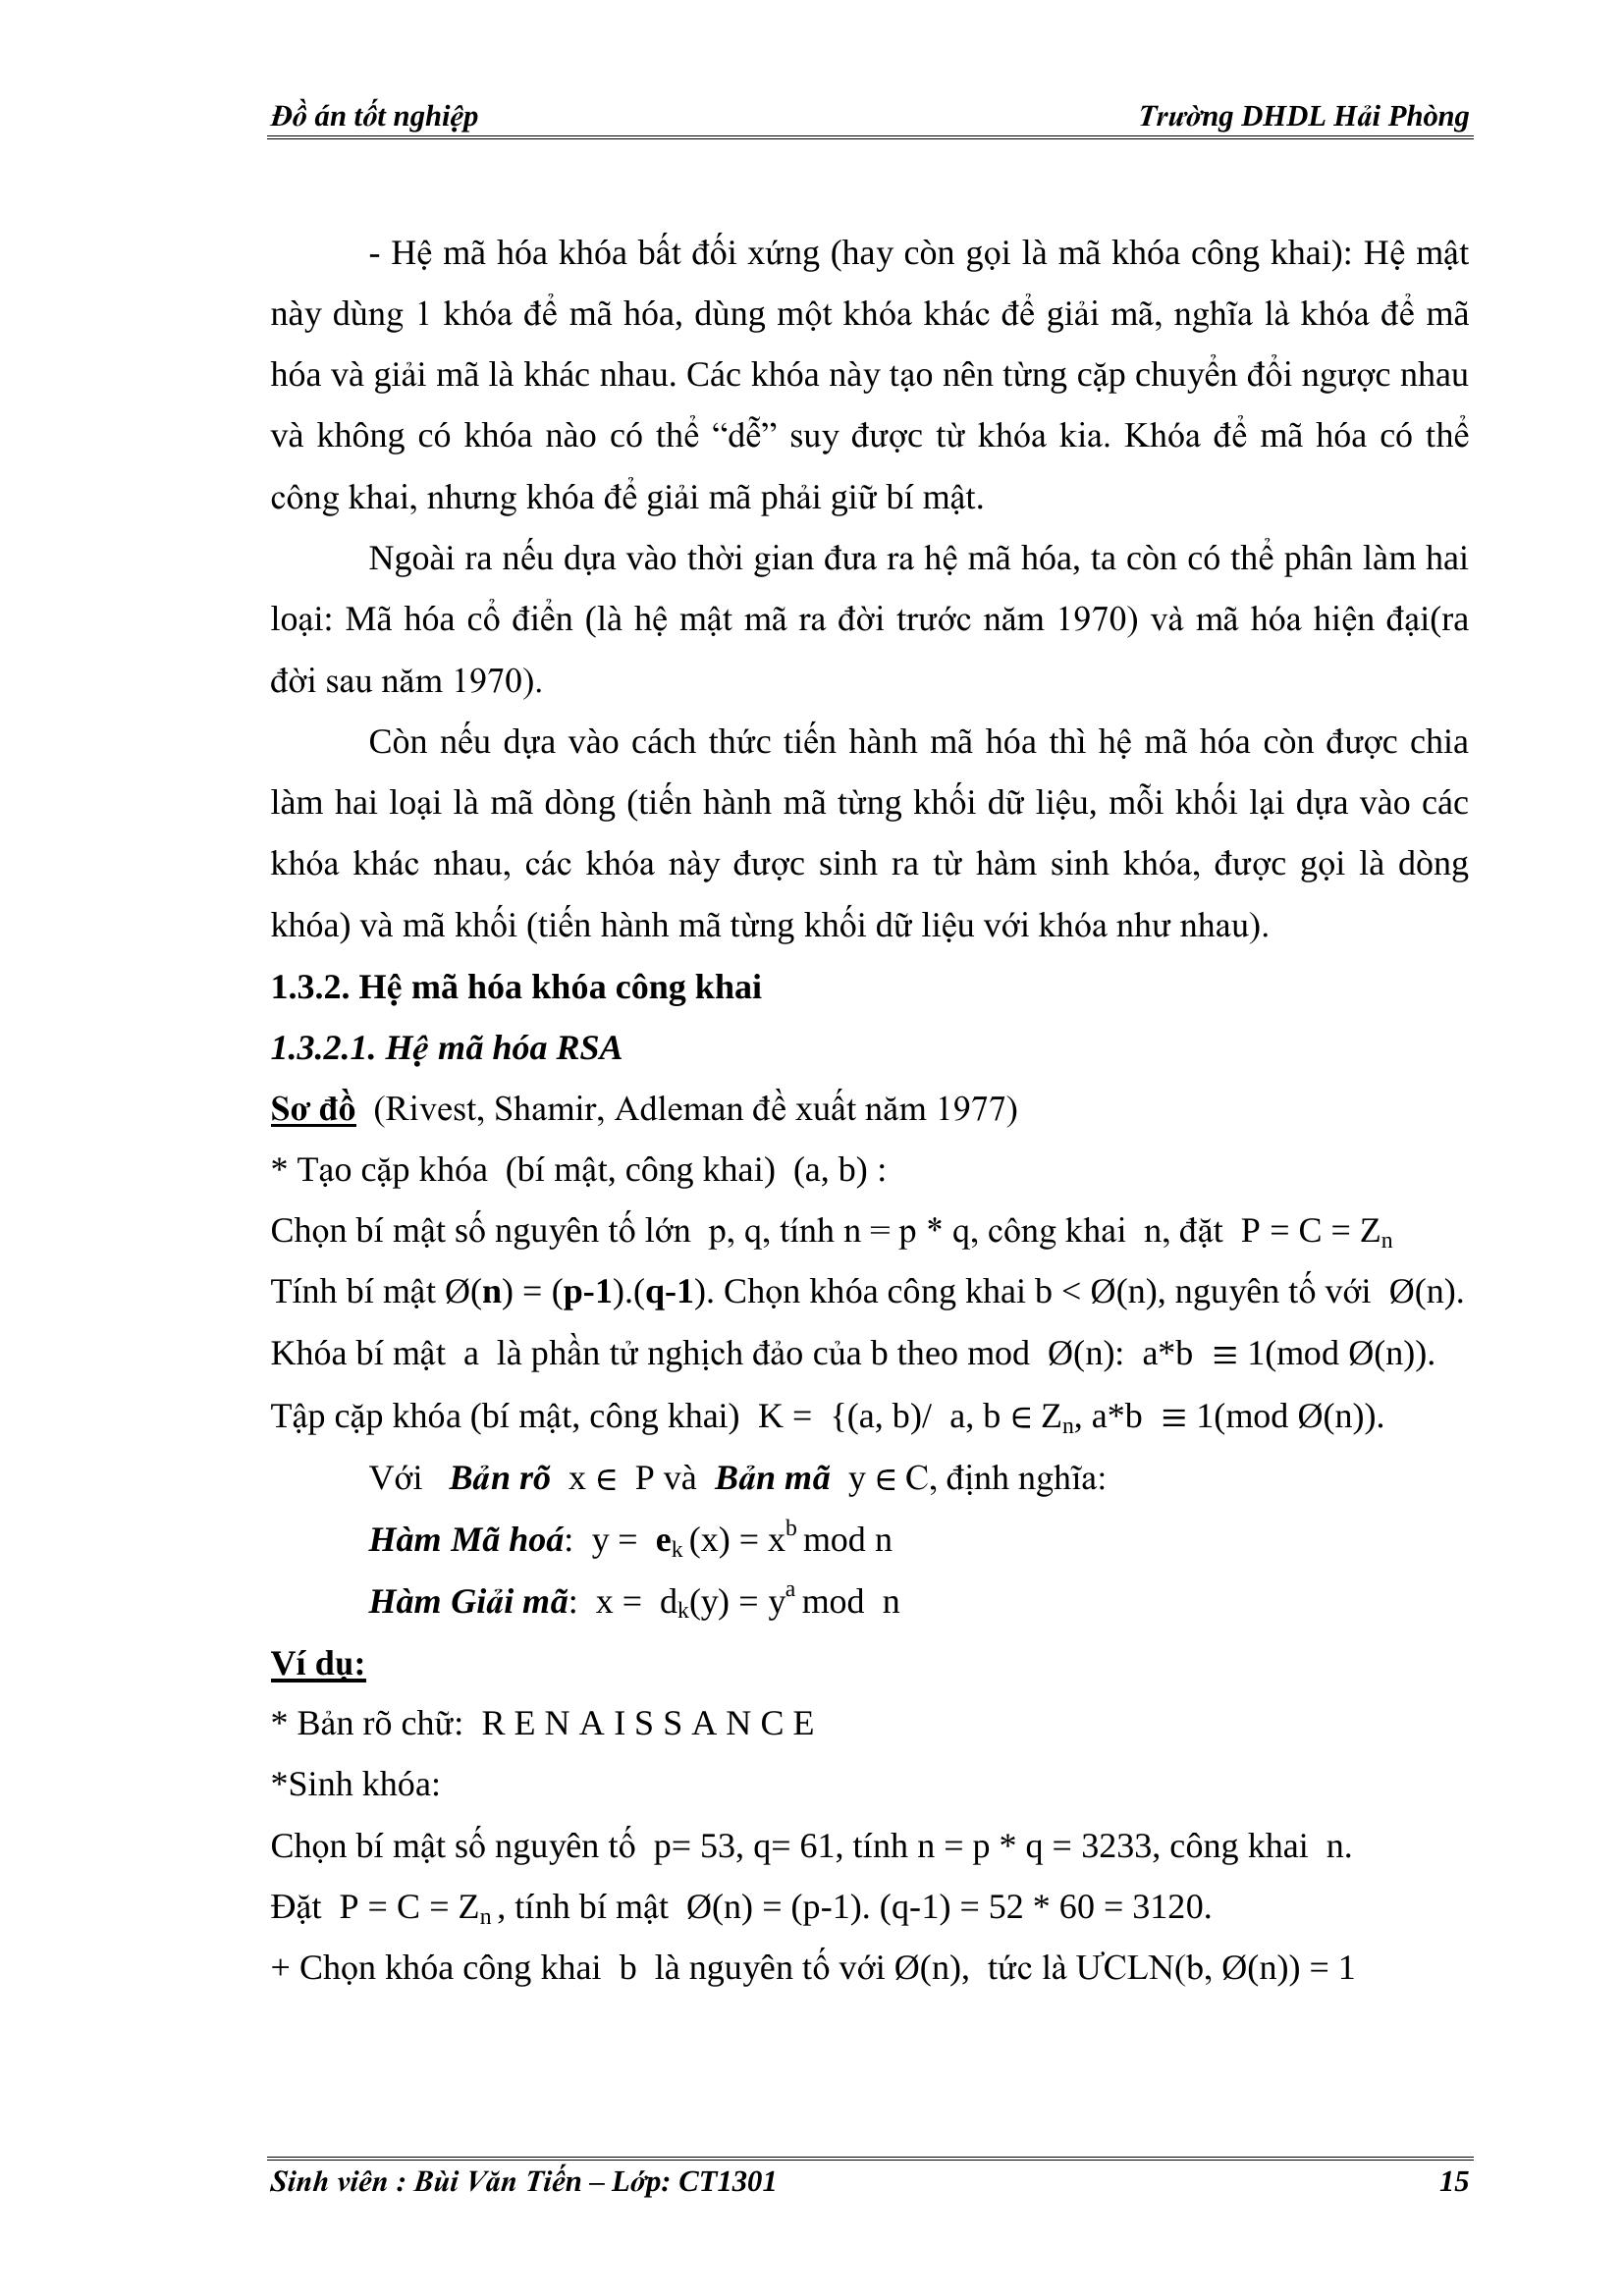 Đồ án tốt nghiệp Trường DHDL Hải Phòng
- Hệ mã hóa khóa bất đối xứng (hay còn gọi là mã khóa công khai): Hệ mật
này dùng 1 khóa để mã hóa, dùng một khóa khác để giải mã, nghĩa là khóa để mã
hóa và giải mã là khác nhau. Các khóa này tạo nên từng cặp chuyển đổi ngược nhau
và không có khóa nào có thể “dễ” suy được từ khóa kia. Khóa để mã hóa có thể
công khai, nhưng khóa để giải mã phải giữ bí mật.
Ngoài ra nếu dựa vào thời gian đưa ra hệ mã hóa, ta còn có thể phân làm hai
loại: Mã hóa cổ điển (là hệ mật mã ra đời trước năm 1970) và mã hóa hiện đại(ra
đời sau năm 1970).
Còn nếu dựa vào cách thức tiến hành mã hóa thì hệ mã hóa còn được chia
làm hai loại là mã dòng (tiến hành mã từng khối dữ liệu, mỗi khối lại dựa vào các
khóa khác nhau, các khóa này được sinh ra từ hàm sinh khóa, được gọi là dòng
khóa) và mã khối (tiến hành mã từng khối dữ liệu với khóa như nhau).
1.3.2. Hệ mã hóa khóa công khai
1.3.2.1. Hệ mã hóa RSA
Sơ đồ (Rivest, Shamir, Adleman đề xuất năm 1977)
* Tạo cặp khóa (bí mật, công khai) (a, b) :
Chọn bí mật số nguyên tố lớn p, q, tính n = p * q, công khai n, đặt P = C = Zn
Tính bí mật Ø(n) = (p-1).(q-1). Chọn khóa công khai b < Ø(n), nguyên tố với Ø(n).
Khóa bí mật a là phần tử nghịch đảo của b theo mod Ø(n): a*b ≡ 1(mod Ø(n)).
Tập cặp khóa (bí mật, công khai) K = {(a, b)/ a, b ∈ Zn, a*b ≡ 1(mod Ø(n)).
Với Bản rõ x ∈ P và Bản mã y ∈ C, định nghĩa:
Hàm Mã hoá: y = ek (x) = x^b mod n
Hàm Giải mã: x = dk(y) = y^a mod n
Ví dụ:
* Bản rõ chữ: R E N A I S S A N C E
*Sinh khóa:
Chọn bí mật số nguyên tố p= 53, q= 61, tính n = p * q = 3233, công khai n.
Đặt P = C = Zn , tính bí mật Ø(n) = (p-1). (q-1) = 52 * 60 = 3120.
+ Chọn khóa công khai b là nguyên tố với Ø(n), tức là ƯCLN(b, Ø(n)) = 1
Sinh viên : Bùi Văn Tiến – Lớp: CT1301 15